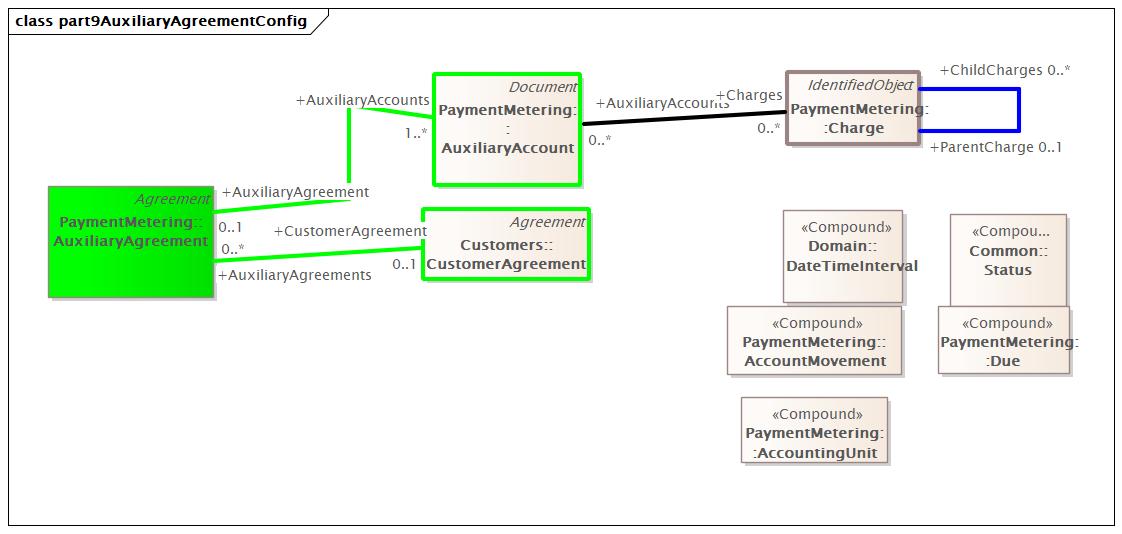 class part9AuxiliaryAgreementConfig
Agreement
PaymentMetering::
AuxiliaryAgreement
+AuxiliaryAgreement
0..1
0..*
+AuxiliaryAgreements
+AuxiliaryAccounts
1..*
+CustomerAgreement
0..1
Document
PaymentMetering:
:
AuxiliaryAccount
Agreement
Customers::
CustomerAgreement
+AuxiliaryAccounts
0..*
+Charges
0..*
IdentifiedObject
PaymentMetering:
:Charge
+ChildCharges 0..*
+ParentCharge 0..1
«Compound»
Domain::
DateTimeInterval
«Compou...
Common::
Status
«Compound»
PaymentMetering::
AccountMovement
«Compound»
PaymentMetering:
:Due
«Compound»
PaymentMetering:
:AccountingUnit